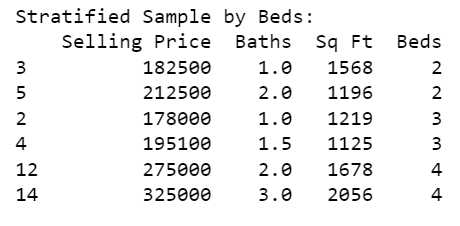 Stratified Sample by Beds:
Selling Price Baths Sq Ft Beds
3 182500 1.0 1568 2
5 212500 2.0 1196 2
2 178000 1.0 1219 3
4 195100 1.5 1125 3
12 275000 2.0 1678 4
14 325000 3.0 2056 4